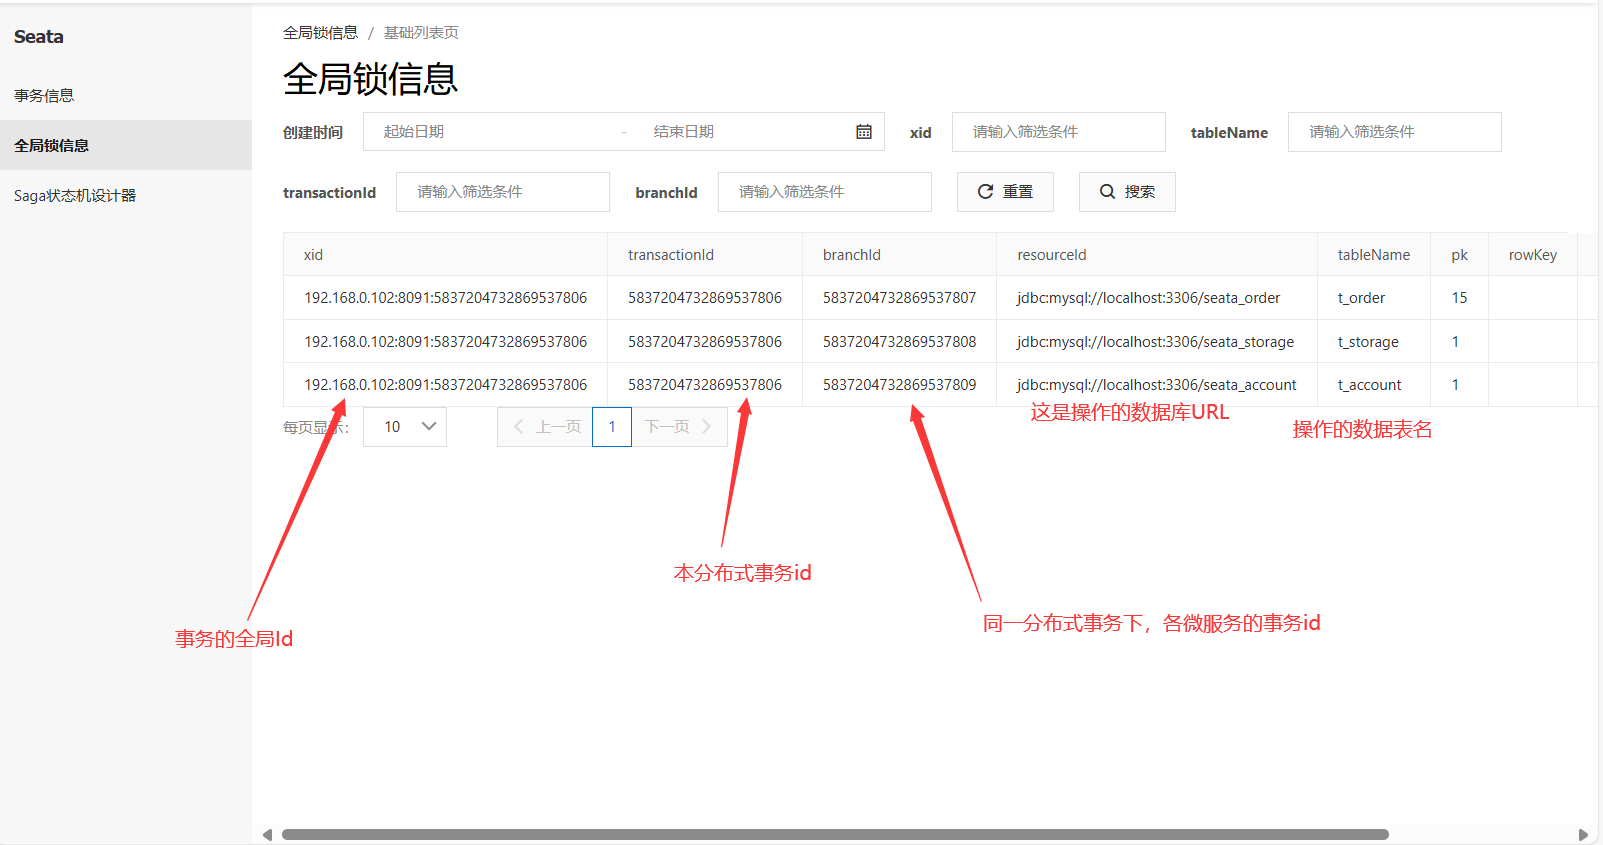 Seata
事务信息
全局锁信息
Saga状态机设计器
全局锁信息 / 基础列表页
全局锁信息
创建时间 起始日期 - 结束日期 xid 请输入筛选条件 tableName 请输入筛选条件
transactionId 请输入筛选条件 branchId 请输入筛选条件 重置 搜索
xid transactionId branchId resourceId tableName pk rowKey
192.168.0.102:8091:5837204732869537806 5837204732869537806 5837204732869537807 jdbc:mysql://localhost:3306/seata_order t_order 15
192.168.0.102:8091:5837204732869537806 5837204732869537806 5837204732869537808 jdbc:mysql://localhost:3306/seata_storage t_storage 1
192.168.0.102:8091:5837204732869537806 5837204732869537806 5837204732869537809 jdbc:mysql://localhost:3306/seata_account t_account 1
这是操作的数据库URL
操作的数据表名
每页显示: 10 上一页 1 下一页
本分布式事务id
同一分布式事务下，各微服务的事务id
事务的全局Id